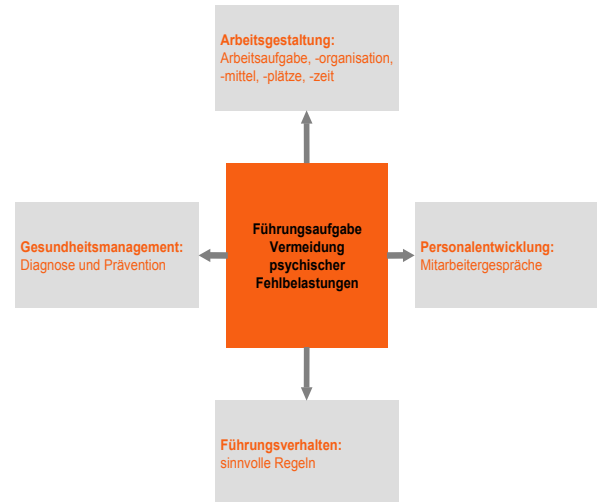 Arbeitsgestaltung:
Arbeitsaufgabe, -organisation,
-mittel, -plätze, -zeit
Führungsaufgabe
Vermeidung
psychischer
Fehlbelastungen
Gesundheitsmanagement:
Diagnose und Prävention
Personalentwicklung:
Mitarbeitergespräche
Führungsverhalten:
sinnvolle Regeln